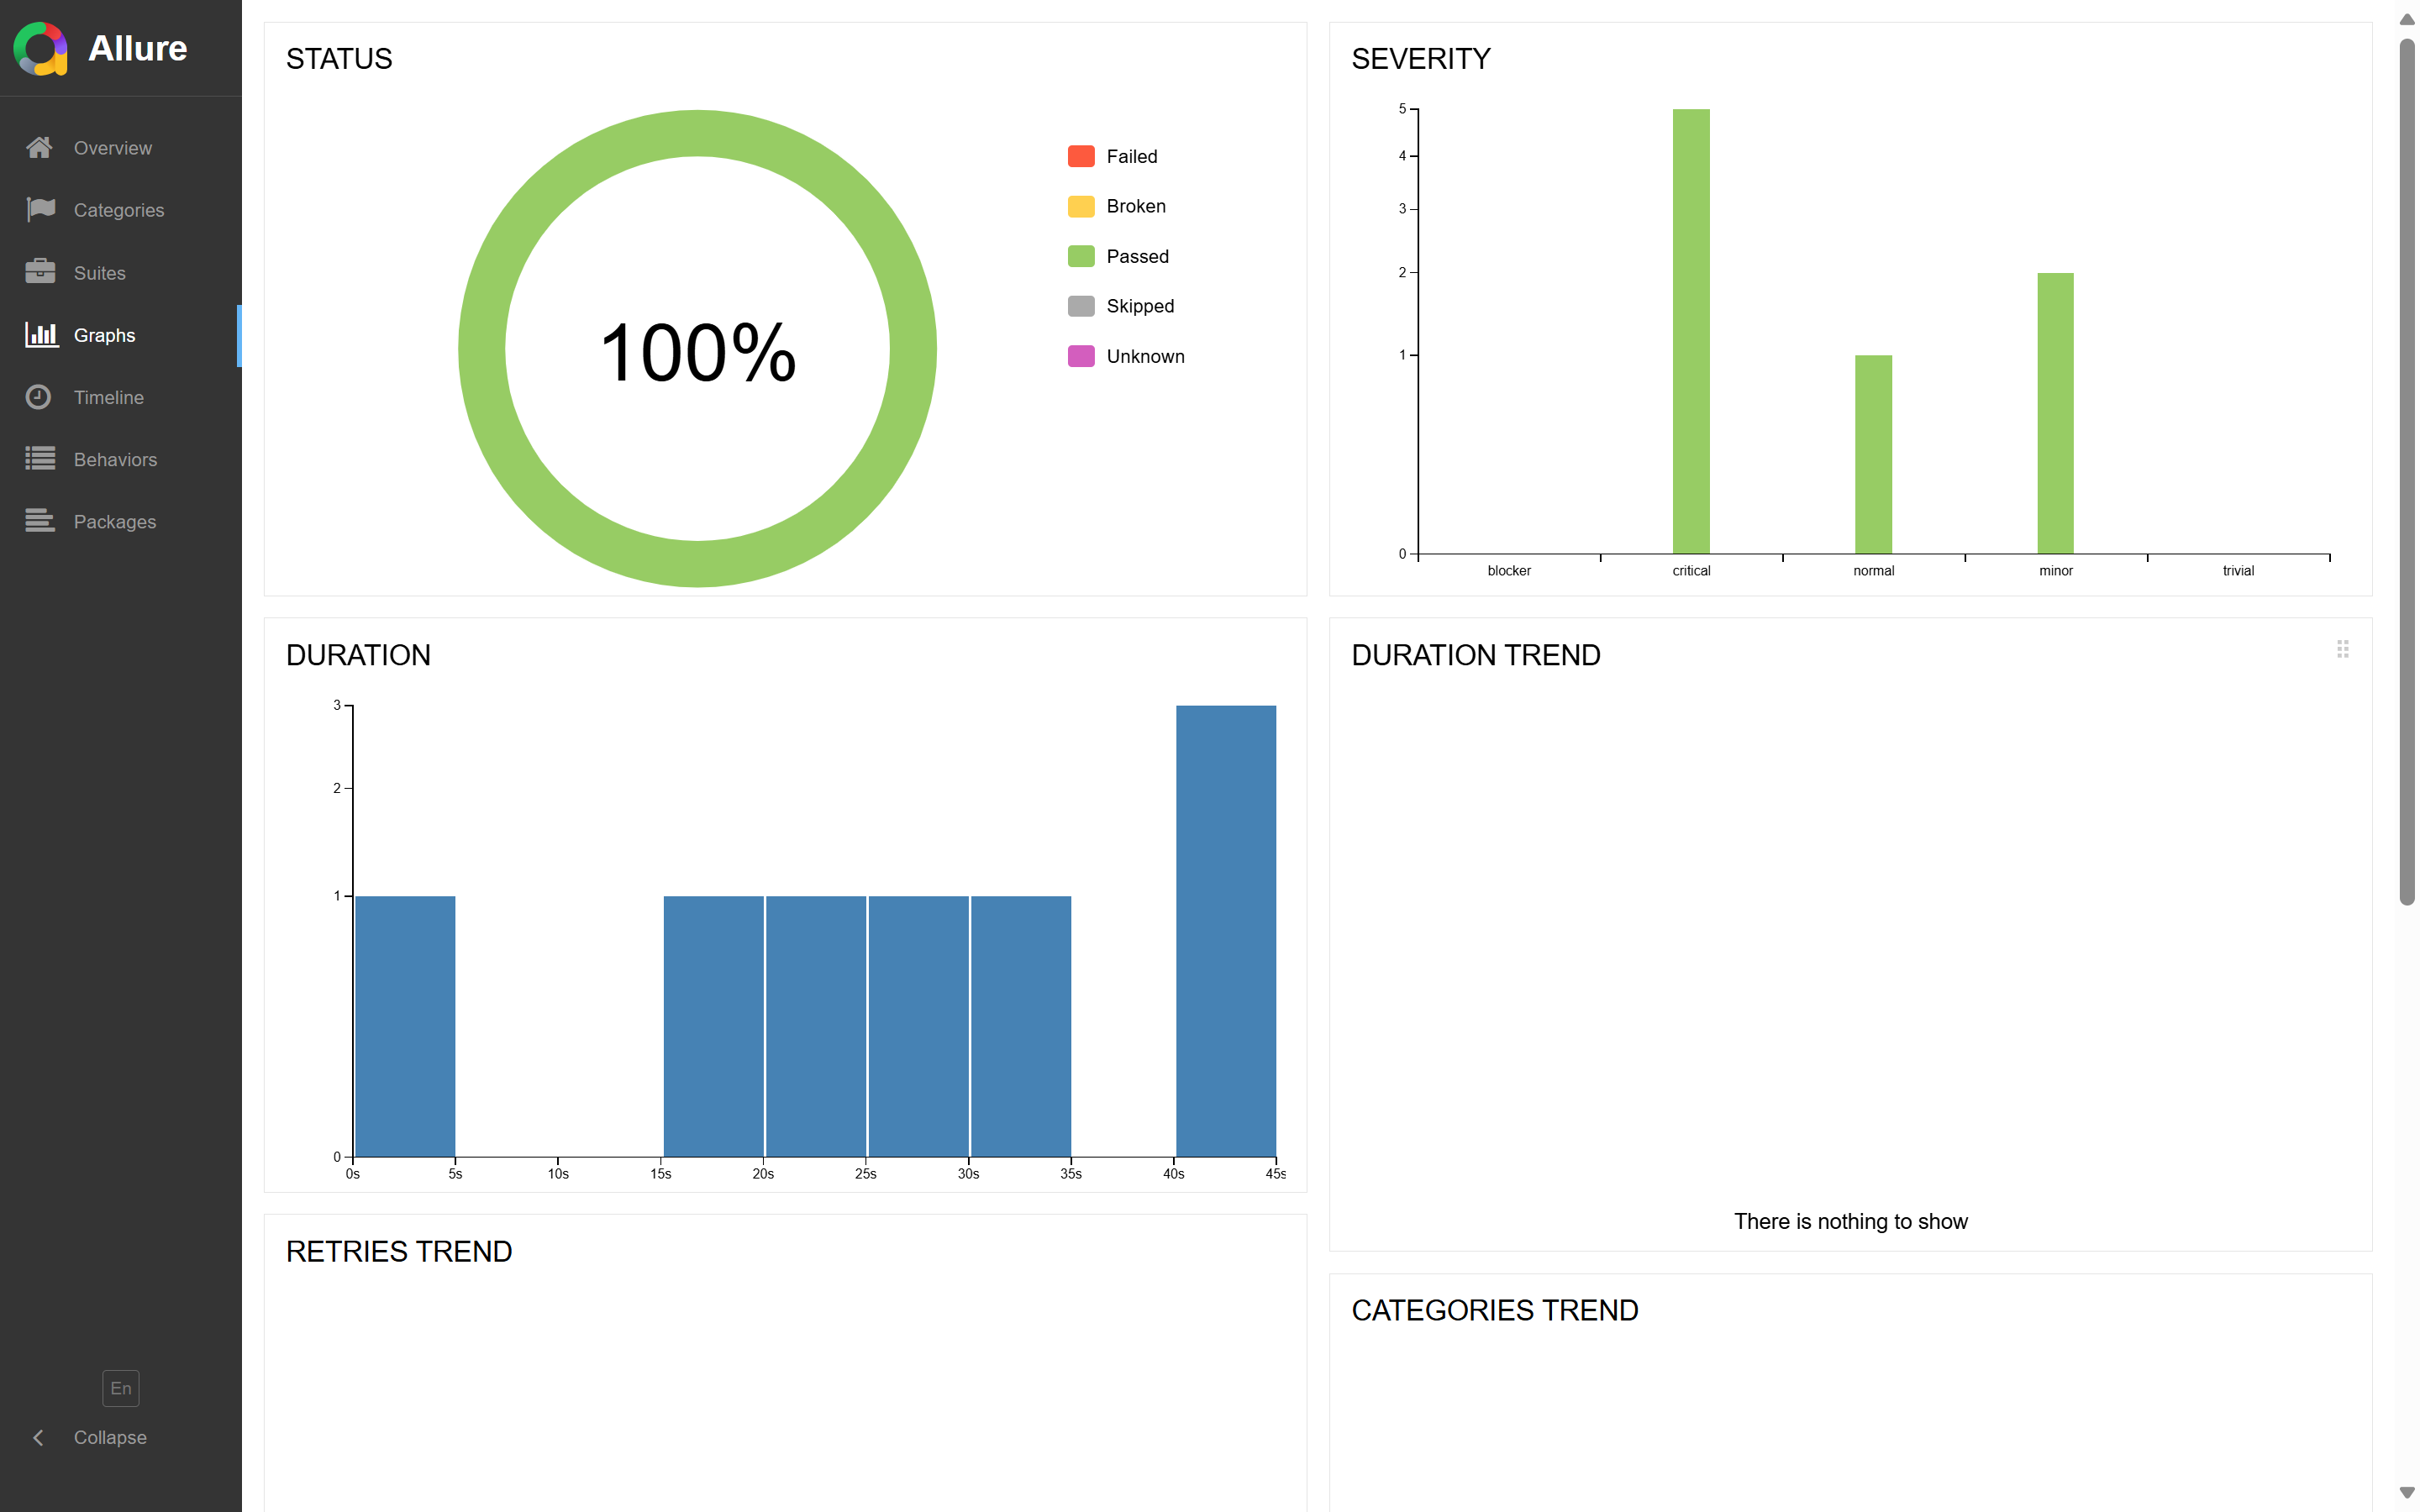 Allure
Overview
Categories
Suites
Graphs
Timeline
Behaviors
Packages
En
Collapse
STATUS
100%
Failed
Broken
Passed
Skipped
Unknown
SEVERITY
5
4
3
2
1
0
blocker critical normal minor trivial
DURATION
3
2
1
0
0s 5s 10s 15s 20s 25s 30s 35s 40s 45s
DURATION TREND
There is nothing to show
RETRIES TREND
CATEGORIES TREND